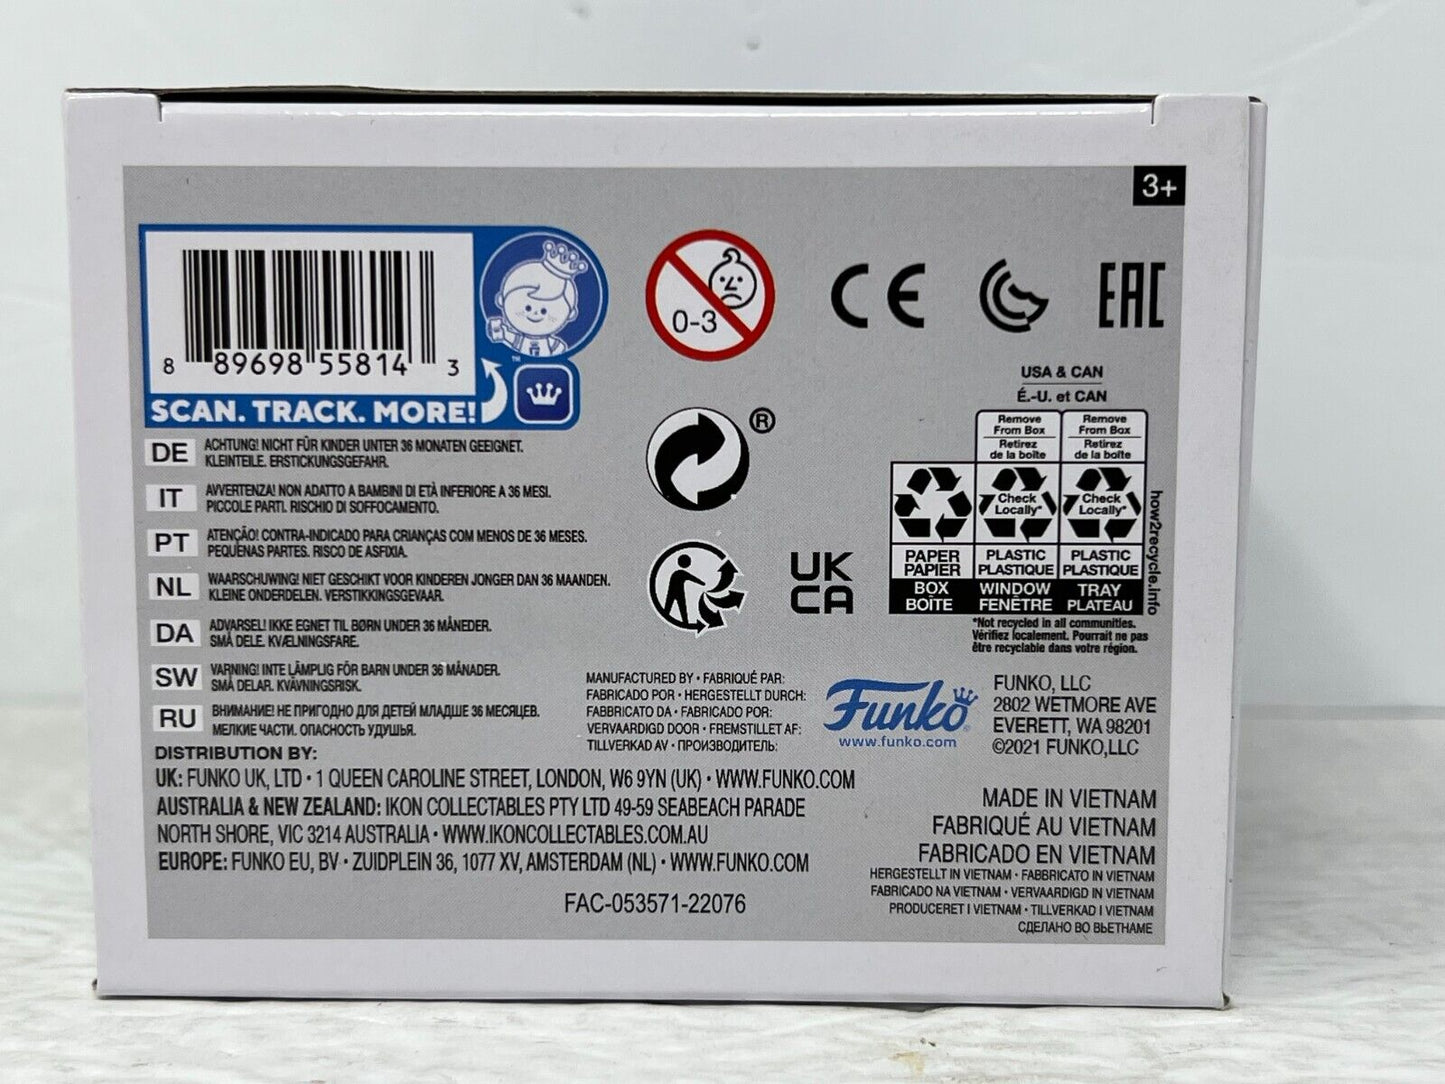 3+
8 89698 55814 3
SCAN. TRACK. MORE!
™
0-3
CE
EAC
®
USA & CAN
É.-U. et CAN
Remove From Box
Retirez de la boîte
Remove From Box
Retirez de la boîte
Check Locally*
Check Locally*
PAPER PAPIER
PLASTIC PLASTIQUE
PLASTIC PLASTIQUE
BOX BOÎTE
WINDOW FENÊTRE
TRAY PLATEAU
how2recycle.info
*Not recycled in all communities.
Vérifiez localement. Pourrait ne pas
être recyclable dans votre région.
UK
CA
DE ACHTUNG! NICHT FÜR KINDER UNTER 36 MONATEN GEEIGNET.
KLEINTEILE. ERSTICKUNGSGEFAHR.
IT AVVERTENZA! NON ADATTO A BAMBINI DI ETÀ INFERIORE A 36 MESI.
PICCOLE PARTI. RISCHIO DI SOFFOCAMENTO.
PT ATENÇÃO! CONTRA-INDICADO PARA CRIANÇAS COM MENOS DE 36 MESES.
PEQUENAS PARTES. RISCO DE ASFIXIA.
NL WAARSCHUWING! NIET GESCHIKT VOOR KINDEREN JONGER DAN 36 MAANDEN.
KLEINE ONDERDELEN. VERSTIKKINGSGEVAAR.
DA ADVARSEL! IKKE EGNET TIL BØRN UNDER 36 MÅNEDER.
SMÅ DELE. KVÆLNINGSFARE.
SW VARNING! INTE LÄMPLIG FÖR BARN UNDER 36 MÅNADER.
SMÅ DELAR. KVÄVNINGSRISK.
RU ВНИМАНИЕ! НЕ ПРИГОДНО ДЛЯ ДЕТЕЙ МЛАДШЕ 36 МЕСЯЦЕВ.
МЕЛКИЕ ЧАСТИ. ОПАСНОСТЬ УДУШЬЯ.
MANUFACTURED BY • FABRIQUÉ PAR:
FABRICADO POR • HERGESTELLT DURCH:
FABBRICATO DA • FABRICADO POR:
VERVAARDIGD DOOR • FREMSTILLET AF:
TILLVERKAD AV • ПРОИЗВОДИТЕЛЬ:
Funko
www.funko.com
FUNKO, LLC
2802 WETMORE AVE
EVERETT, WA 98201
©2021 FUNKO,LLC
DISTRIBUTION BY:
UK: FUNKO UK, LTD • 1 QUEEN CAROLINE STREET, LONDON, W6 9YN (UK) • WWW.FUNKO.COM
AUSTRALIA & NEW ZEALAND: IKON COLLECTABLES PTY LTD 49-59 SEABEACH PARADE
NORTH SHORE, VIC 3214 AUSTRALIA • WWW.IKONCOLLECTABLES.COM.AU
EUROPE: FUNKO EU, BV • ZUIDPLEIN 36, 1077 XV, AMSTERDAM (NL) • WWW.FUNKO.COM
FAC-053571-22076
MADE IN VIETNAM
FABRIQUÉ AU VIETNAM
FABRICADO EN VIETNAM
HERGESTELLT IN VIETNAM • FABBRICATO IN VIETNAM
FABRICADO NA VIETNAM • VERVAARDIGD IN VIETNAM
PRODUCERET I VIETNAM • TILLVERKAD I VIETNAM
СДЕЛАНО ВО ВЬЕТНАМЕ